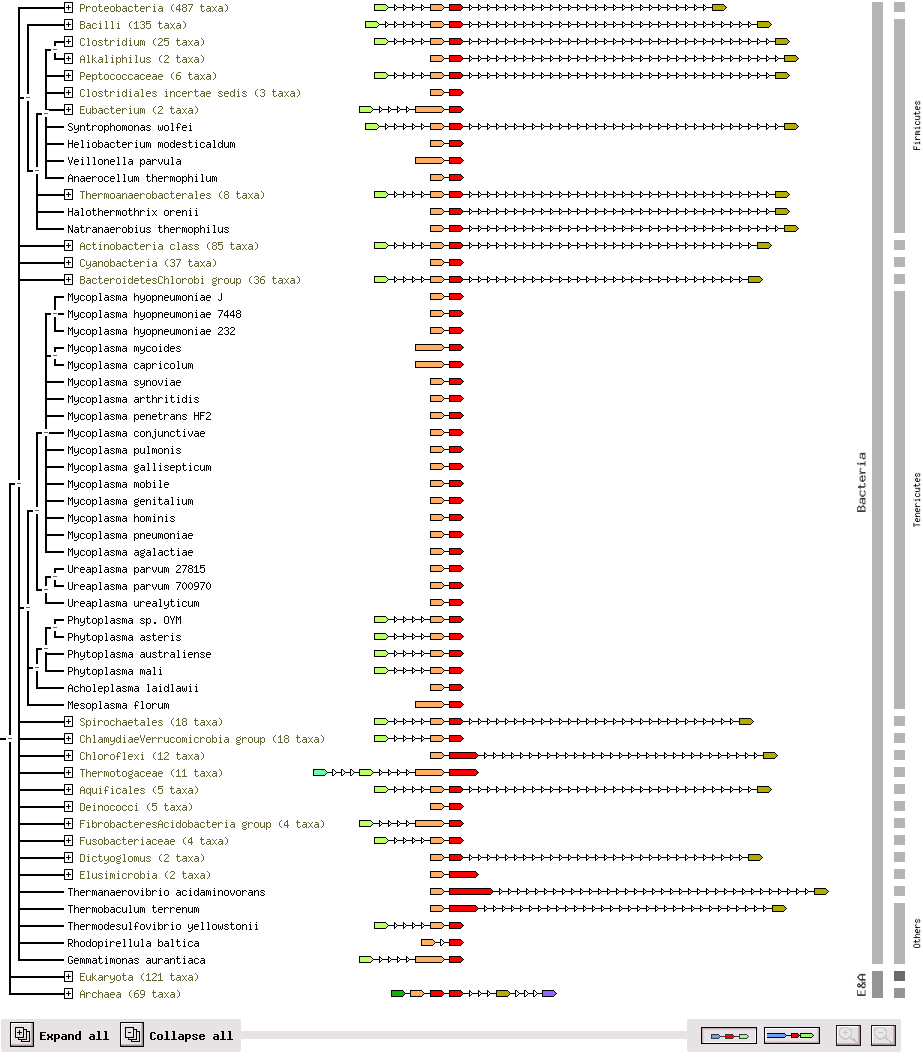 Proteobacteria (487 taxa)
Bacilli (135 taxa)
Clostridium (25 taxa)
Alkaliphilus (2 taxa)
Peptococcaceae (6 taxa)
Clostridiales incertae sedis (3 taxa)
Eubacterium (2 taxa)
Syntrophomonas wolfei
Heliobacterium modesticaldum
Veillonella parvula
Anaerocellum thermophilum
Thermoanaerobacterales (8 taxa)
Halothermothrix orenii
Natranaerobius thermophilus
Firmicutes
Actinobacteria class (85 taxa)
Cyanobacteria (37 taxa)
BacteroidetesChlorobi group (36 taxa)
Mycoplasma hyopneumoniae J
Mycoplasma hyopneumoniae 7448
Mycoplasma hyopneumoniae 232
Mycoplasma mycoides
Mycoplasma capricolum
Mycoplasma synoviae
Mycoplasma arthritidis
Mycoplasma penetrans HF2
Mycoplasma conjunctivae
Mycoplasma pulmonis
Mycoplasma gallisepticum
Mycoplasma mobile
Mycoplasma genitalium
Mycoplasma hominis
Mycoplasma pneumoniae
Mycoplasma agalactiae
Ureaplasma parvum 27815
Ureaplasma parvum 700970
Ureaplasma urealyticum
Phytoplasma sp. OYM
Phytoplasma asteris
Phytoplasma australiense
Phytoplasma mali
Acholeplasma laidlawii
Mesoplasma florum
Bacteria
Tenericutes
Spirochaetales (18 taxa)
ChlamydiaeVerrucomicrobia group (18 taxa)
Chloroflexi (12 taxa)
Thermotogaceae (11 taxa)
Aquificales (5 taxa)
Deinococci (5 taxa)
FibrobacteresAcidobacteria group (4 taxa)
Fusobacteriaceae (4 taxa)
Dictyoglomus (2 taxa)
Elusimicrobia (2 taxa)
Thermanaerovibrio acidaminovorans
Thermobaculum terrenum
Thermodesulfovibrio yellowstonii
Rhodopirellula baltica
Gemmatimonas aurantiaca
Others
Eukaryota (121 taxa)
Archaea (69 taxa)
E&A
Expand all
Collapse all